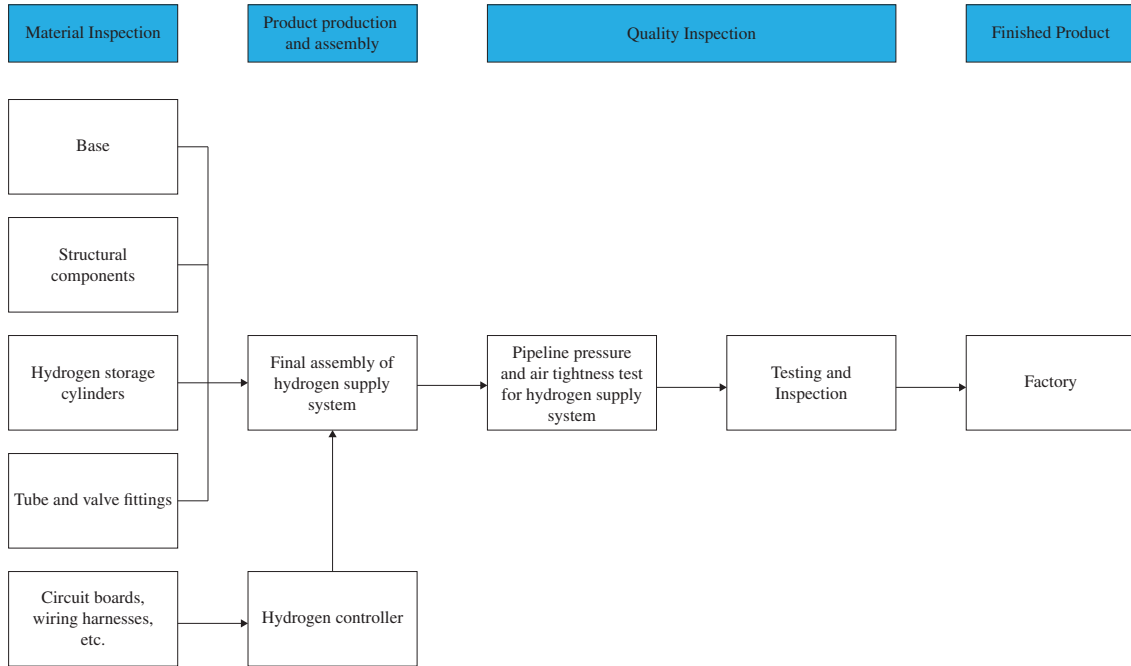 Material Inspection
Product production
and assembly
Quality Inspection
Finished Product
Base
Structural
components
Hydrogen storage
cylinders
Final assembly of
hydrogen supply
system
Pipeline pressure
and air tightness test
for hydrogen supply
system
Testing and
Inspection
Factory
Tube and valve fittings
Circuit boards,
wiring harnesses,
etc.
Hydrogen controller